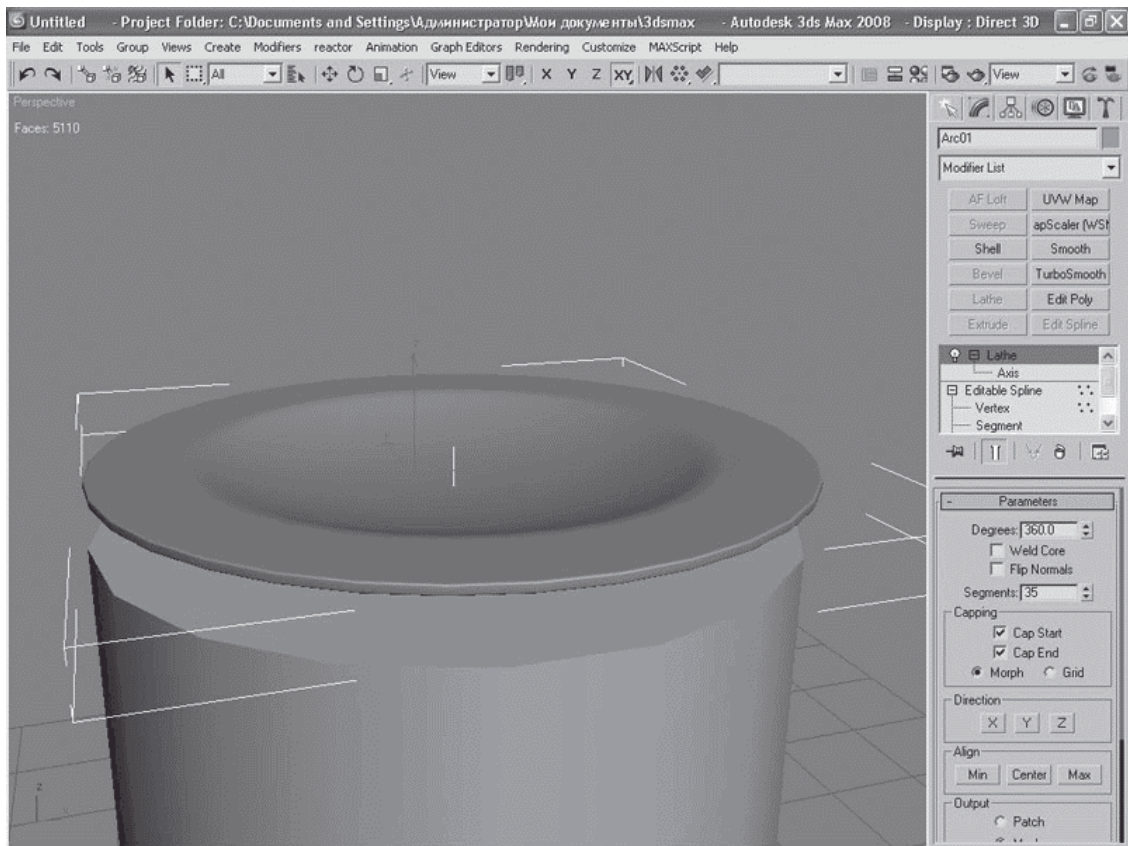 Untitled - Project Folder: C:\Documents and Settings\Администратор\Мои документы\3dsmax - Autodesk 3ds Max 2008 - Display : Direct 3D
File Edit Tools Group Views Create Modifiers reactor Animation Graph Editors Rendering Customize MAXScript Help
All View X Y Z XY View
Perspective
Faces: 5110
Arc01
Modifier List
AF Loft UVW Map
Sweep apScaler (WSM
Shell Smooth
Bevel TurboSmooth
Lathe Edit Poly
Extrude Edit Spline
Lathe
Axis
Editable Spline
Vertex
Segment
- Parameters
Degrees: 360.0
Weld Core
Flip Normals
Segments: 35
Capping
Cap Start
Cap End
Morph Grid
Direction
X Y Z
Align
Min Center Max
Output
Patch
z